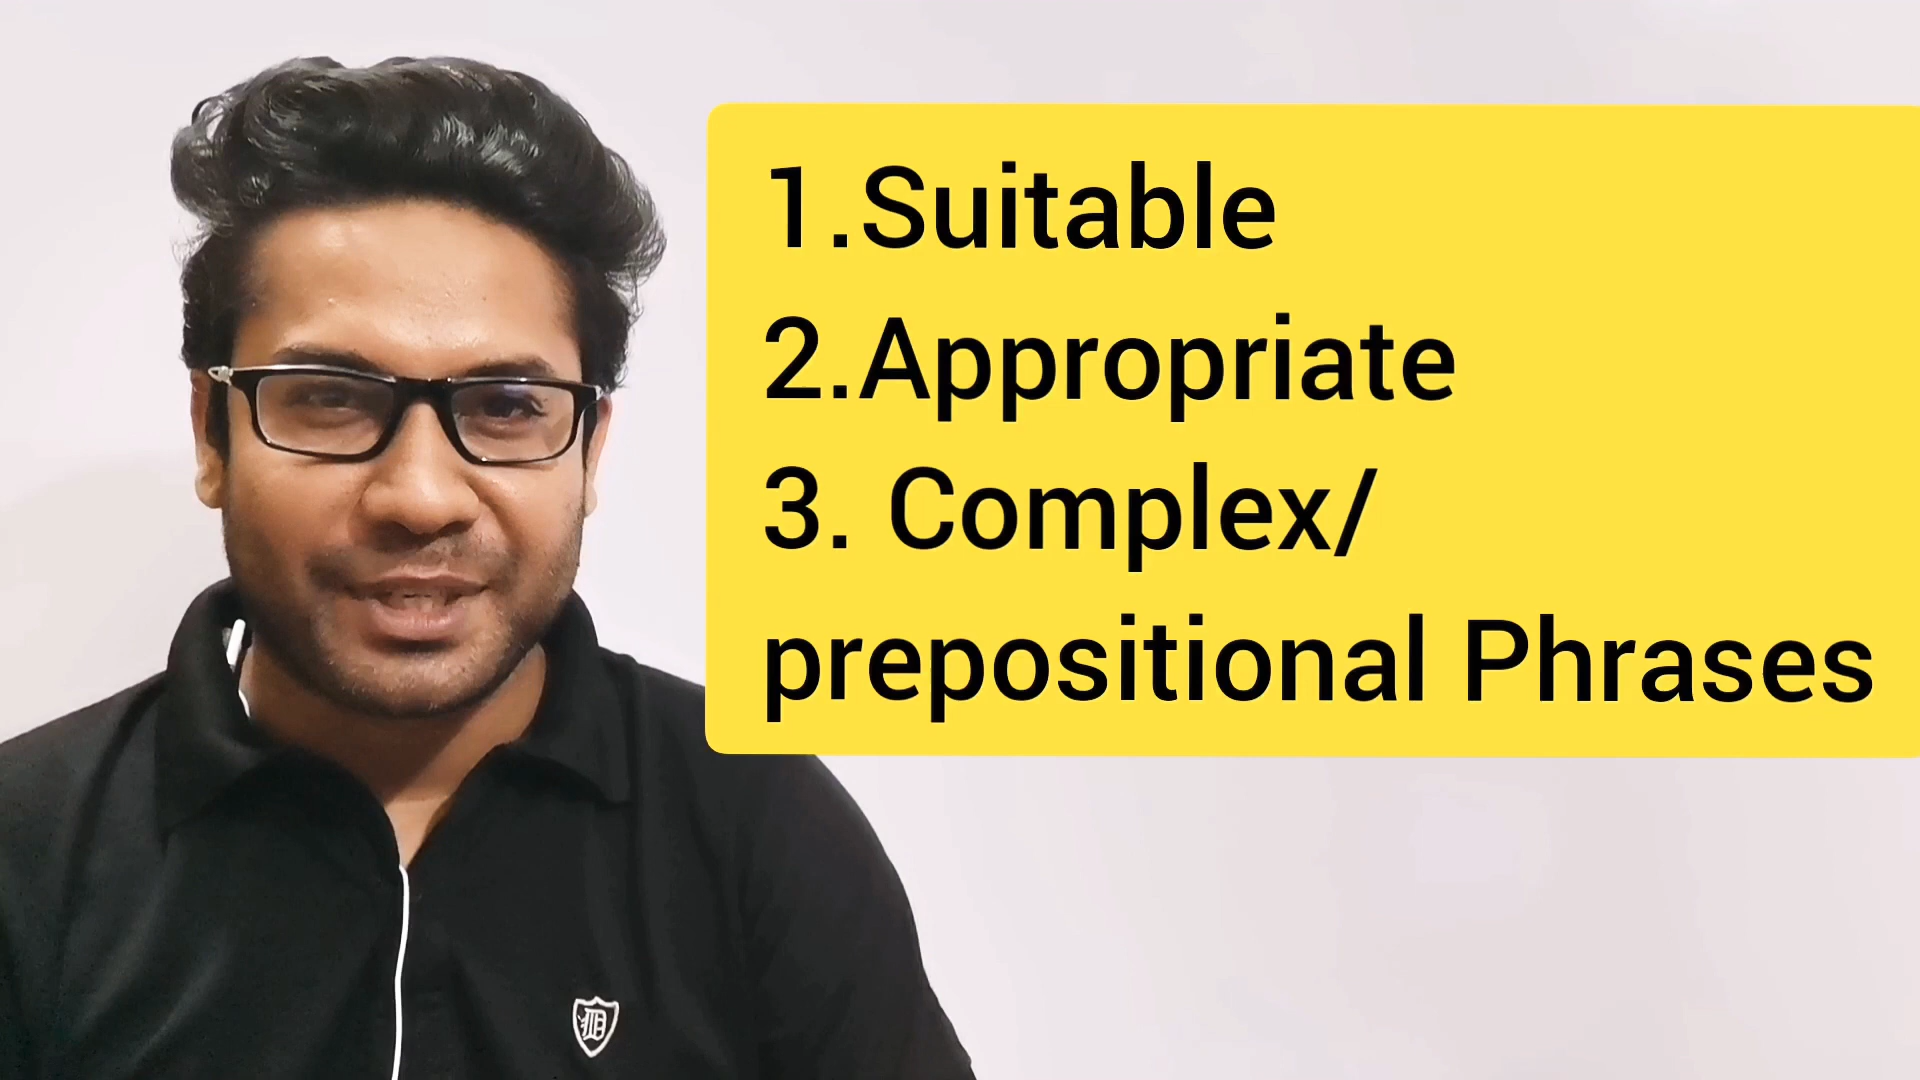 1.Suitable
2.Appropriate
3. Complex/
prepositional Phrases
D